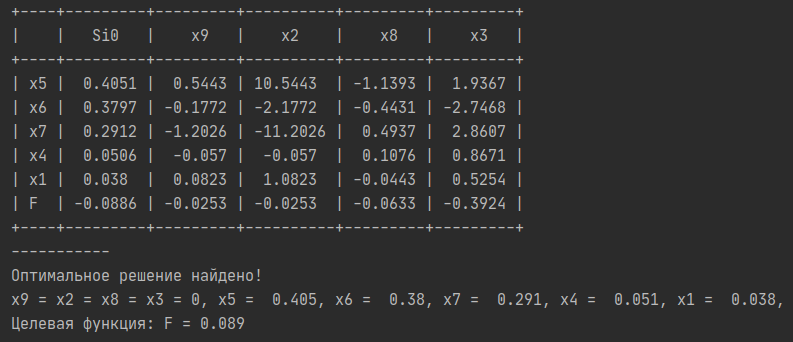 +----+---------+---------+----------+---------+---------+
|    |   Si0   |    x9   |    x2    |    x8   |    x3   |
+----+---------+---------+----------+---------+---------+
| x5 |  0.4051 |  0.5443 | 10.5443  | -1.1393 |  1.9367 |
| x6 |  0.3797 | -0.1772 | -2.1772  | -0.4431 | -2.7468 |
| x7 |  0.2912 | -1.2026 | -11.2026 |  0.4937 |  2.8607 |
| x4 |  0.0506 |  -0.057 |  -0.057  |  0.1076 |  0.8671 |
| x1 |  0.038  |  0.0823 |  1.0823  | -0.0443 |  0.5254 |
| F  | -0.0886 | -0.0253 | -0.0253  | -0.0633 | -0.3924 |
+----+---------+---------+----------+---------+---------+
-----------
Оптимальное решение найдено!
x9 = x2 = x8 = x3 = 0, x5 =  0.405, x6 =  0.38, x7 =  0.291, x4 =  0.051, x1 =  0.038,
Целевая функция: F = 0.089